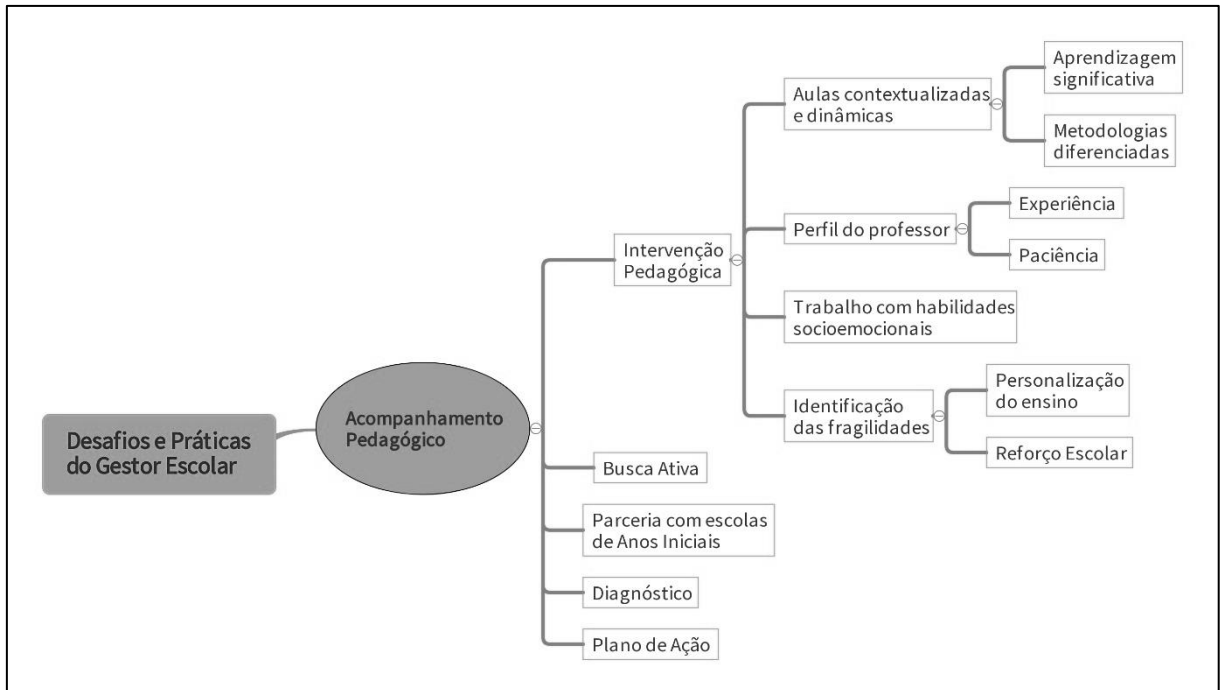 Desafios e Práticas
do Gestor Escolar
Acompanhamento
Pedagógico
Intervenção
Pedagógica
Aulas contextualizadas
e dinâmicas
Aprendizagem
significativa
Metodologias
diferenciadas
Perfil do professor
Experiência
Paciência
Trabalho com habilidades
socioemocionais
Identificação
das fragilidades
Personalização
do ensino
Reforço Escolar
Busca Ativa
Parceria com escolas
de Anos Iniciais
Diagnóstico
Plano de Ação